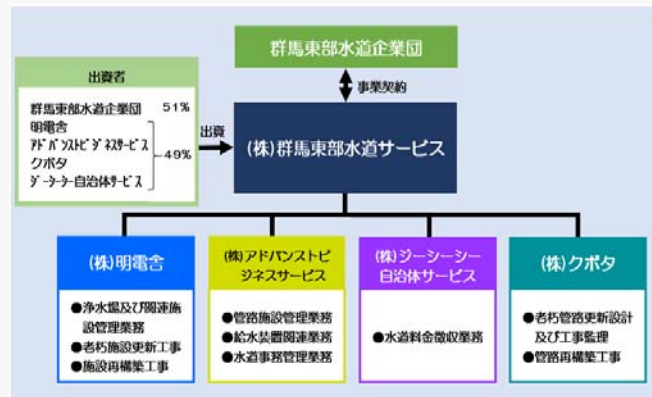 群馬東部水道企業団
出資者
群馬東部水道企業団 51%
明電舎
アドバンストビジネスサービス
クボタ
ジーシーシー自治体サービス
49%
出資
事業契約
(株)群馬東部水道サービス
(株)明電舎
●浄水場及び関連施
設管理業務
●老朽施設更新工事
●施設再構築工事
(株)アドバンストビ
ジネスサービス
●管路施設管理業務
●給水装置関連業務
●水道事務管理業務
(株)ジーシーシー
自治体サービス
●水道料金徴収業務
(株)クボタ
●老朽管路更新設計
及び工事監理
●管路再構築工事